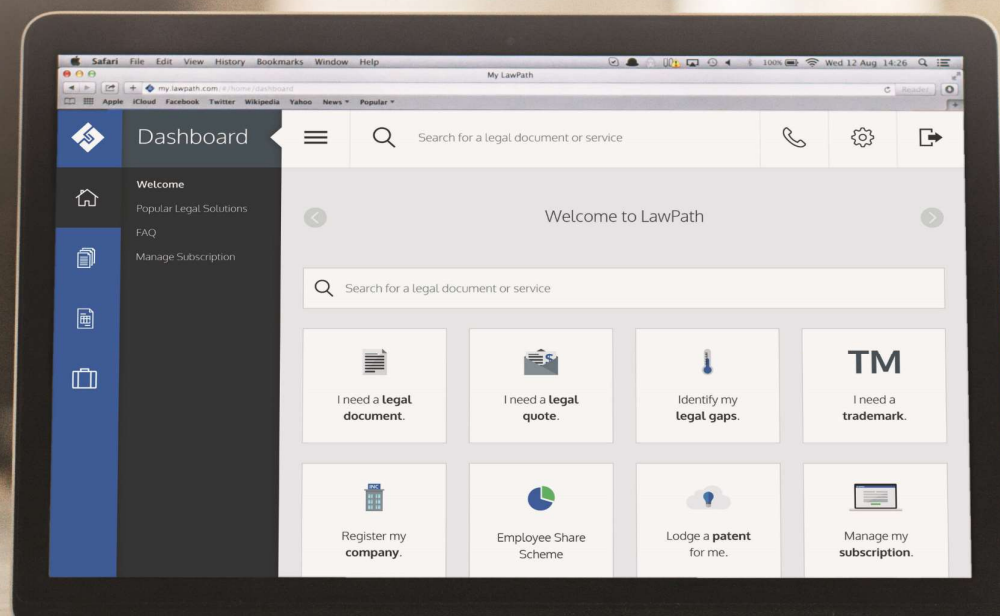 Safari File Edit View History Bookmarks Window Help 100% Wed 12 Aug 14:26
My LawPath
my.lawpath.com/#/home/dashboard Reader
Apple iCloud Facebook Twitter Wikipedia Yahoo News Popular
Dashboard
Search for a legal document or service
Welcome
Popular Legal Solutions
FAQ
Manage Subscription
Welcome to LawPath
Search for a legal document or service
I need a legal
document.
I need a legal
quote.
Identify my
legal gaps.
TM
I need a
trademark.
INC
Register my
company.
Employee Share
Scheme
Lodge a patent
for me.
Manage my
subscription.